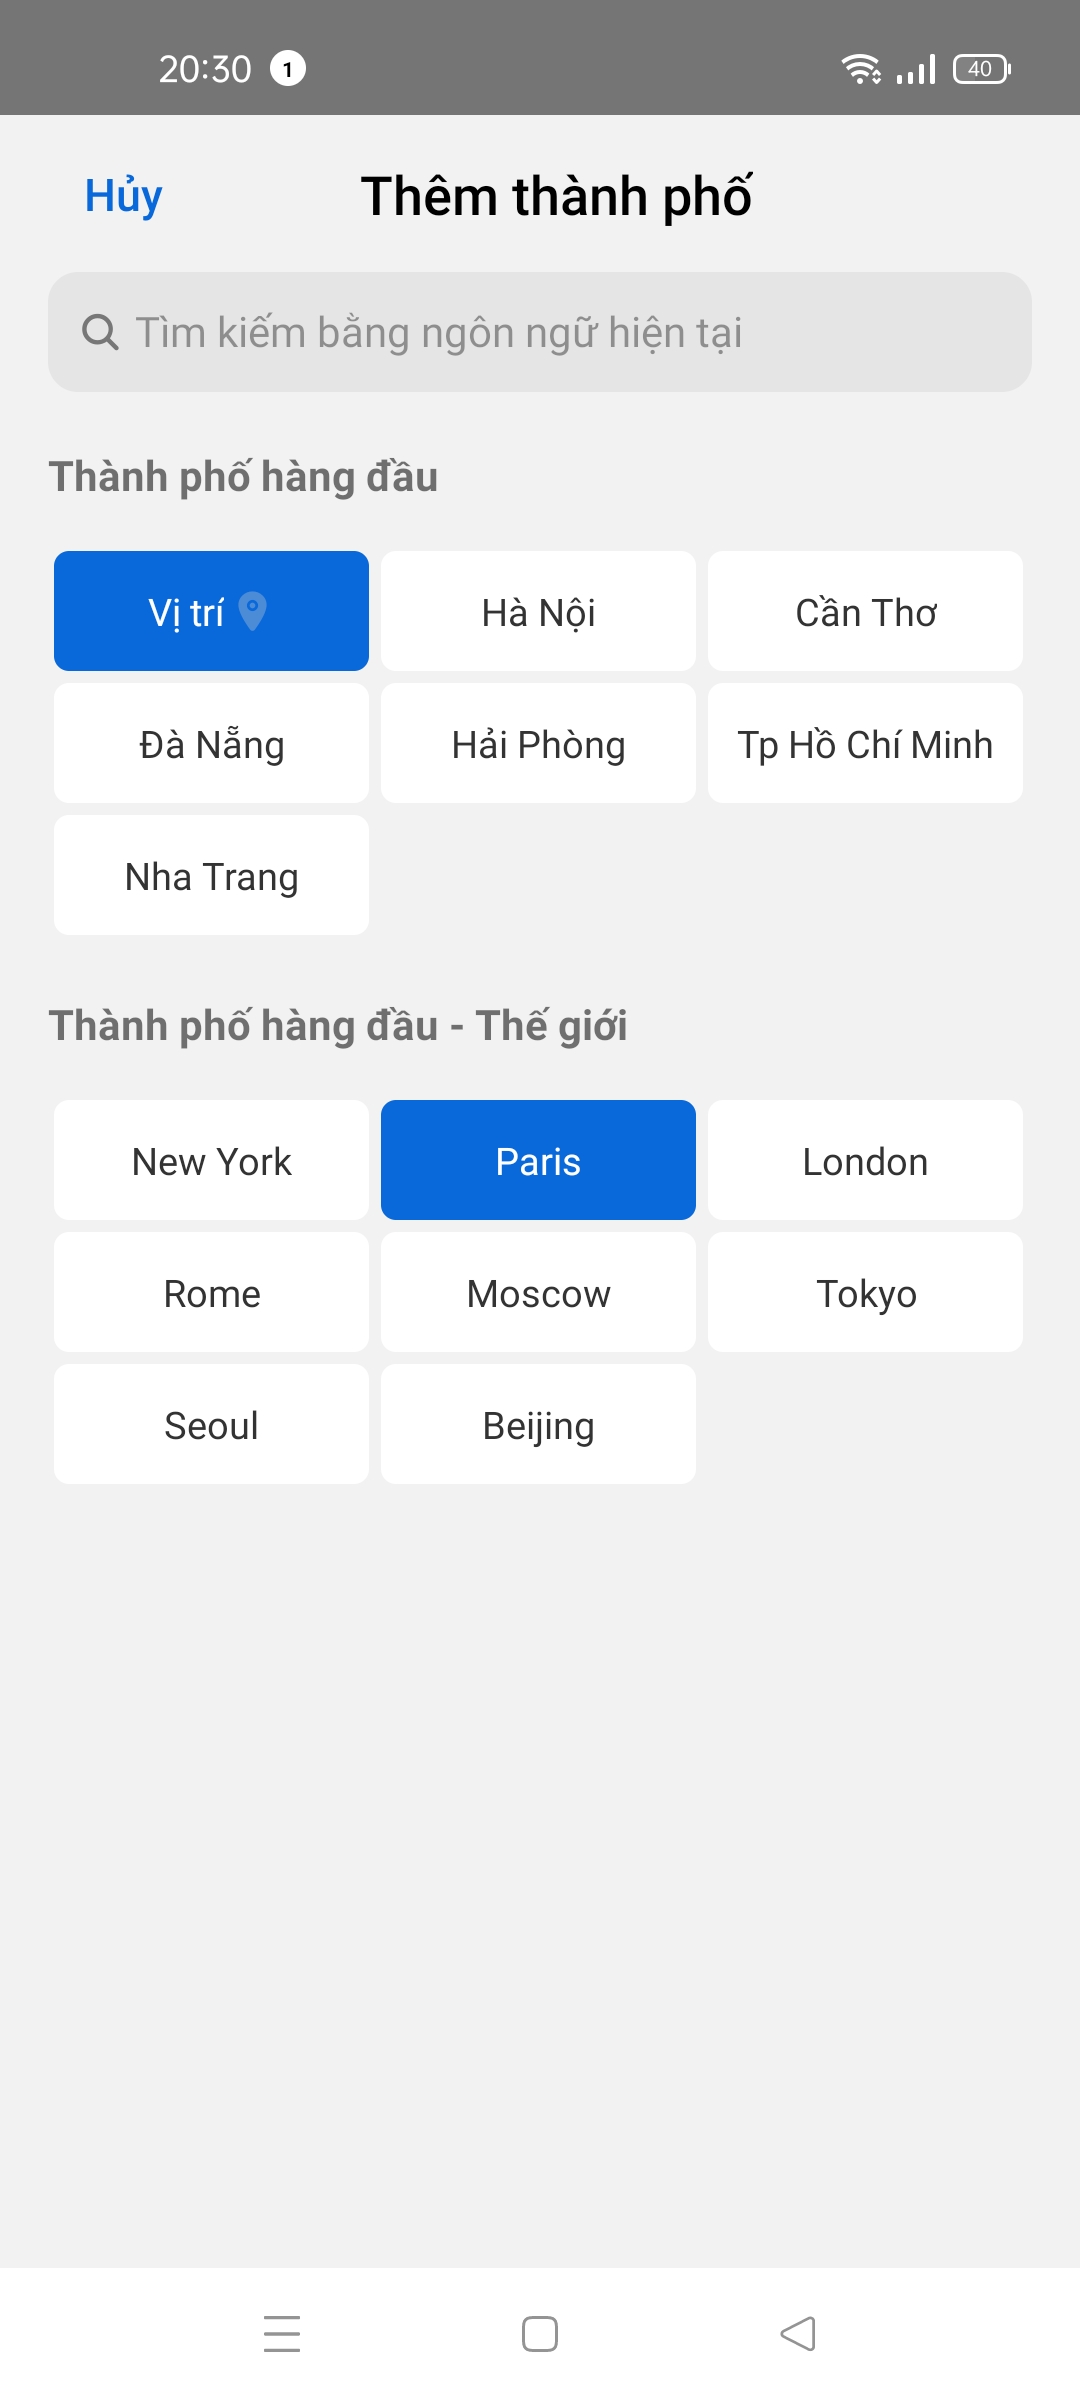 20:30 1 40
Hủy Thêm thành phố
Tìm kiếm bằng ngôn ngữ hiện tại
Thành phố hàng đầu
Vị trí Hà Nội Cần Thơ
Đà Nẵng Hải Phòng Tp Hồ Chí Minh
Nha Trang
Thành phố hàng đầu - Thế giới
New York Paris London
Rome Moscow Tokyo
Seoul Beijing